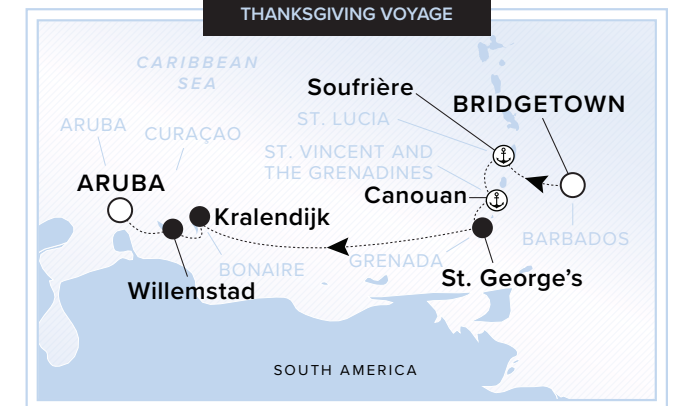 THANKSGIVING VOYAGE
CARIBBEAN
SEA
Soufrière
BRIDGETOWN
ST. LUCIA
ARUBA
CURAÇAO
ST. VINCENT AND
THE GRENADINES
ARUBA
Canouan
Kralendijk
BARBADOS
GRENADA
BONAIRE
St. George's
Willemstad
SOUTH AMERICA